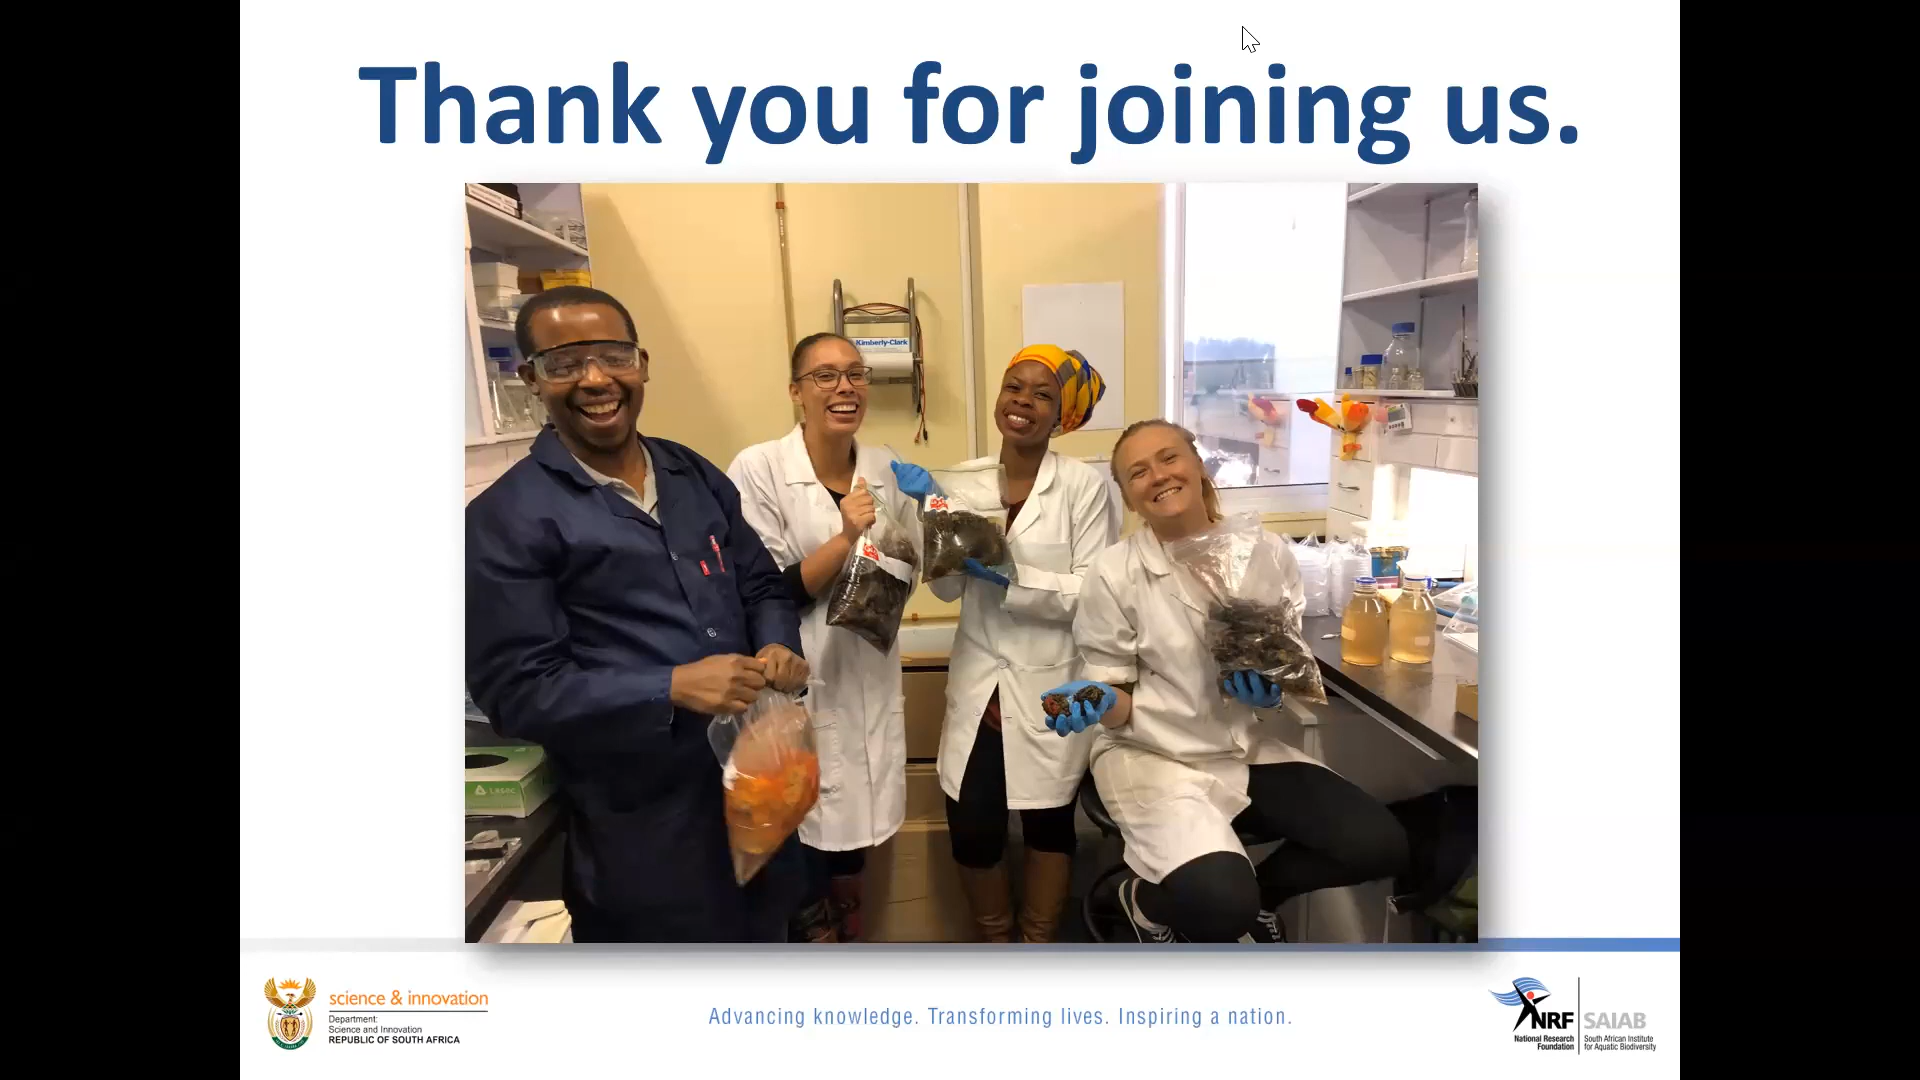 Thank you for joining us.
Kimberly-Clark
Lasec
science & innovation
Department:
Science and Innovation
REPUBLIC OF SOUTH AFRICA
Advancing knowledge. Transforming lives. Inspiring a nation.
NRF
National Research
Foundation
SAIAB
South African Institute
for Aquatic Biodiversity